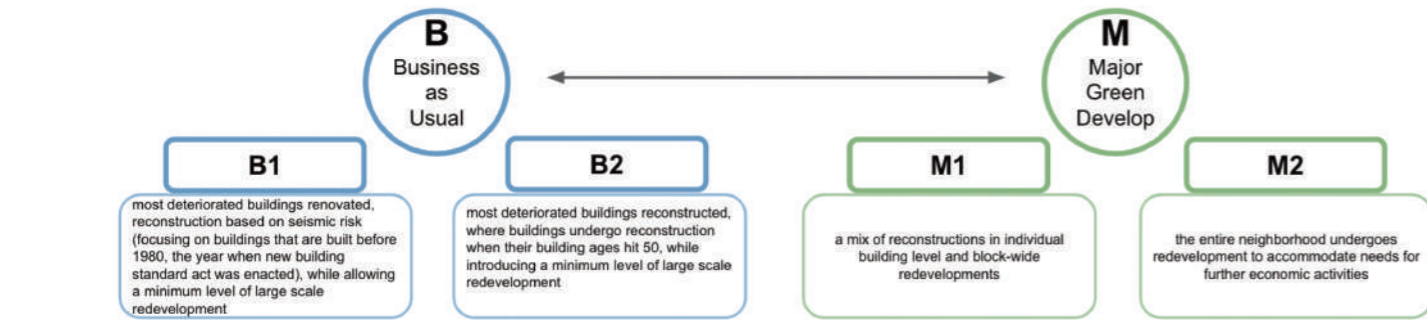 B
Business
as
Usual
M
Major
Green
Develop
B1
most deteriorated buildings renovated,
reconstruction based on seismic risk
(focusing on buildings that are built before
1980, the year when new building
standard act was enacted), while allowing
a minimum level of large scale
redevelopment
B2
most deteriorated buildings reconstructed,
where buildings undergo reconstruction
when their building ages hit 50, while
introducing a minimum level of large scale
redevelopment
M1
a mix of reconstructions in individual
building level and block-wide
redevelopments
M2
the entire neighborhood undergoes
redevelopment to accommodate needs for
further economic activities